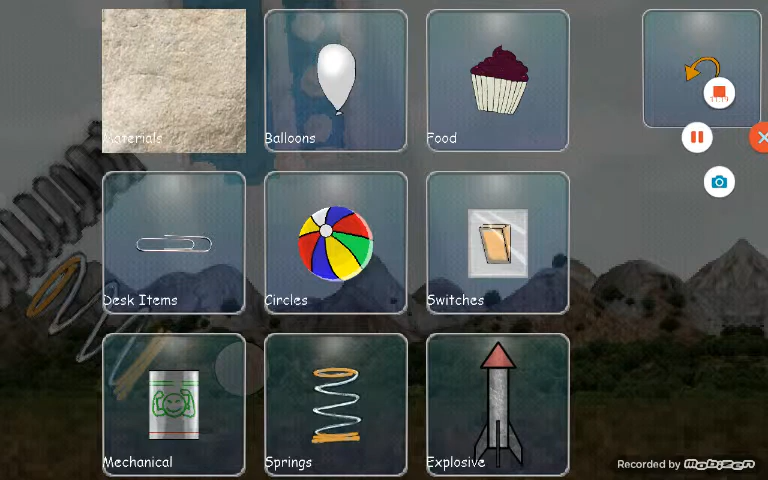 Materials
Balloons
Food
Desk Items
Circles
Switches
Mechanical
Springs
Explosive
Recorded by Mobizen